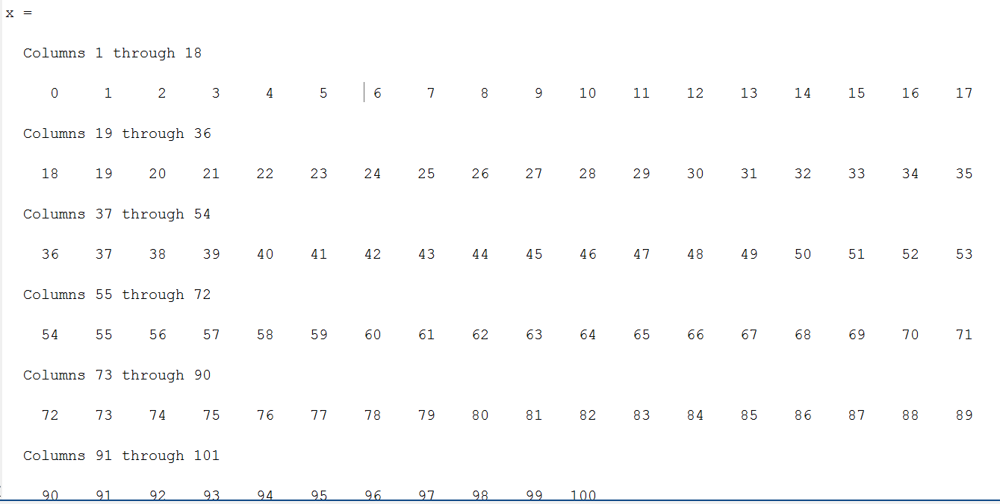 x =
Columns 1 through 18
0 1 2 3 4 5 6 7 8 9 10 11 12 13 14 15 16 17
Columns 19 through 36
18 19 20 21 22 23 24 25 26 27 28 29 30 31 32 33 34 35
Columns 37 through 54
36 37 38 39 40 41 42 43 44 45 46 47 48 49 50 51 52 53
Columns 55 through 72
54 55 56 57 58 59 60 61 62 63 64 65 66 67 68 69 70 71
Columns 73 through 90
72 73 74 75 76 77 78 79 80 81 82 83 84 85 86 87 88 89
Columns 91 through 101
90 91 92 93 94 95 96 97 98 99 100